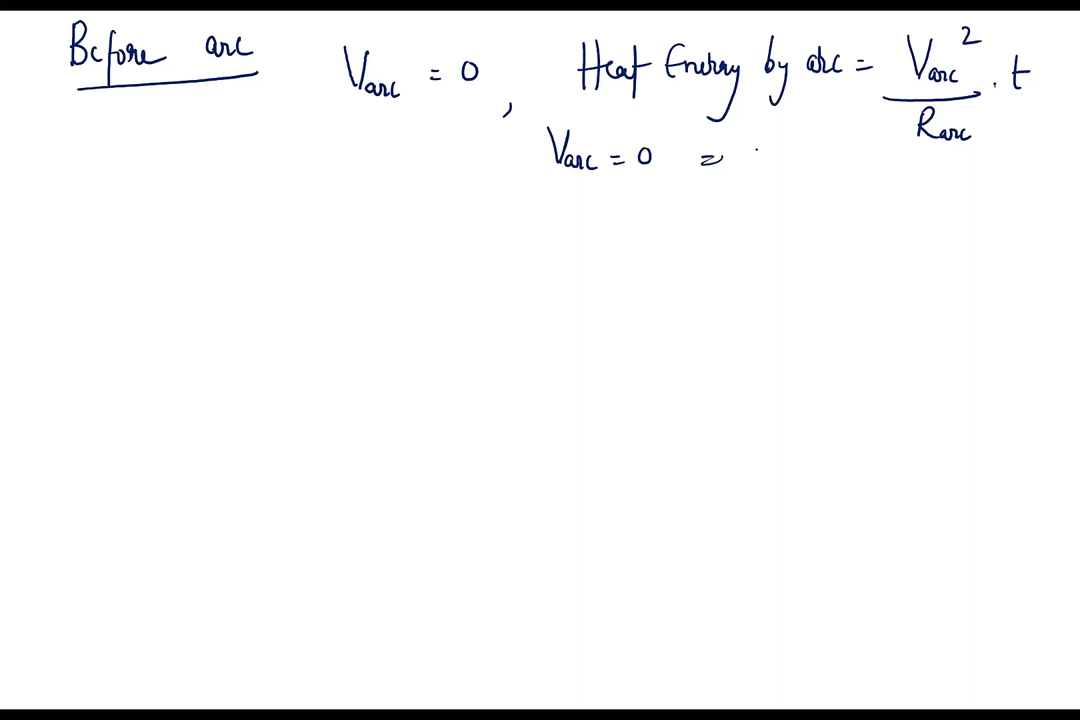 Before arc Varc = 0 , Heat Energy by arc = Varc² / Rarc . t
Varc = 0 =